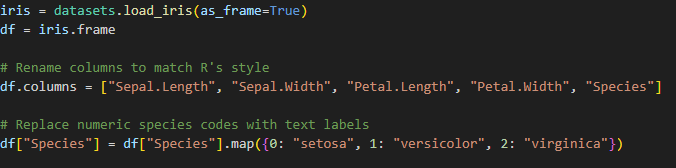 iris = datasets.load_iris(as_frame=True)
df = iris.frame
# Rename columns to match R's style
df.columns = ["Sepal.Length", "Sepal.Width", "Petal.Length", "Petal.Width", "Species"]
# Replace numeric species codes with text labels
df["Species"] = df["Species"].map({0: "setosa", 1: "versicolor", 2: "virginica"})